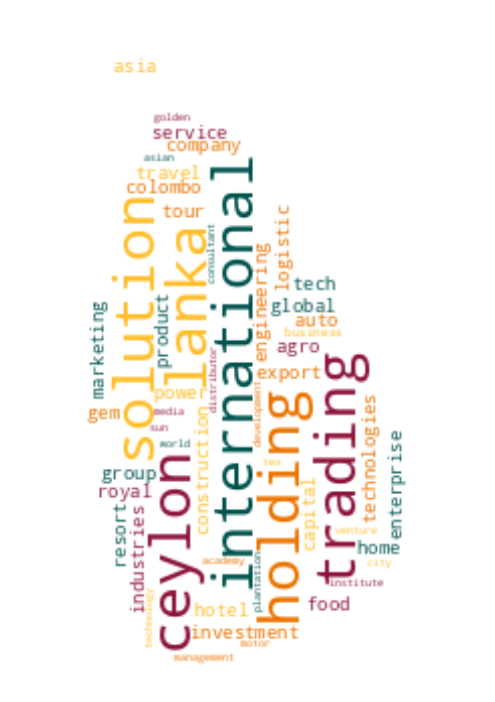 asia
golden
service
company
asian
travel
colombo
tour
solution
lanka
international
consultant
logistic
engineering
tech
global
auto
business
marketing
product
agro
distributor
export
trading
power
holding
development
gem
media
sun
world
construction
technologies
enterprise
ceylon
tea
group
royal
capital
resort
industries
venture
home
city
academy
plantation
institute
technology
hotel
food
investment
motor
management